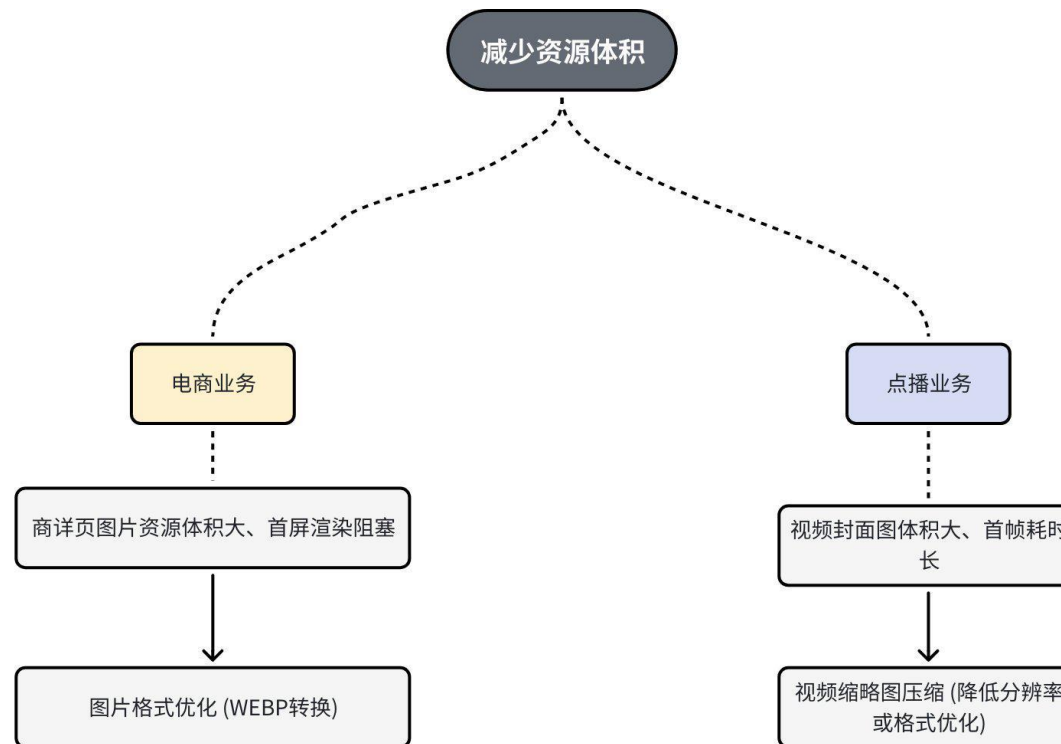 减少资源体积
电商业务
点播业务
商详页图片资源体积大、首屏渲染阻塞
视频封面图体积大、首帧耗时
长
图片格式优化 (WEBP转换)
视频缩略图压缩 (降低分辨率
或格式优化)